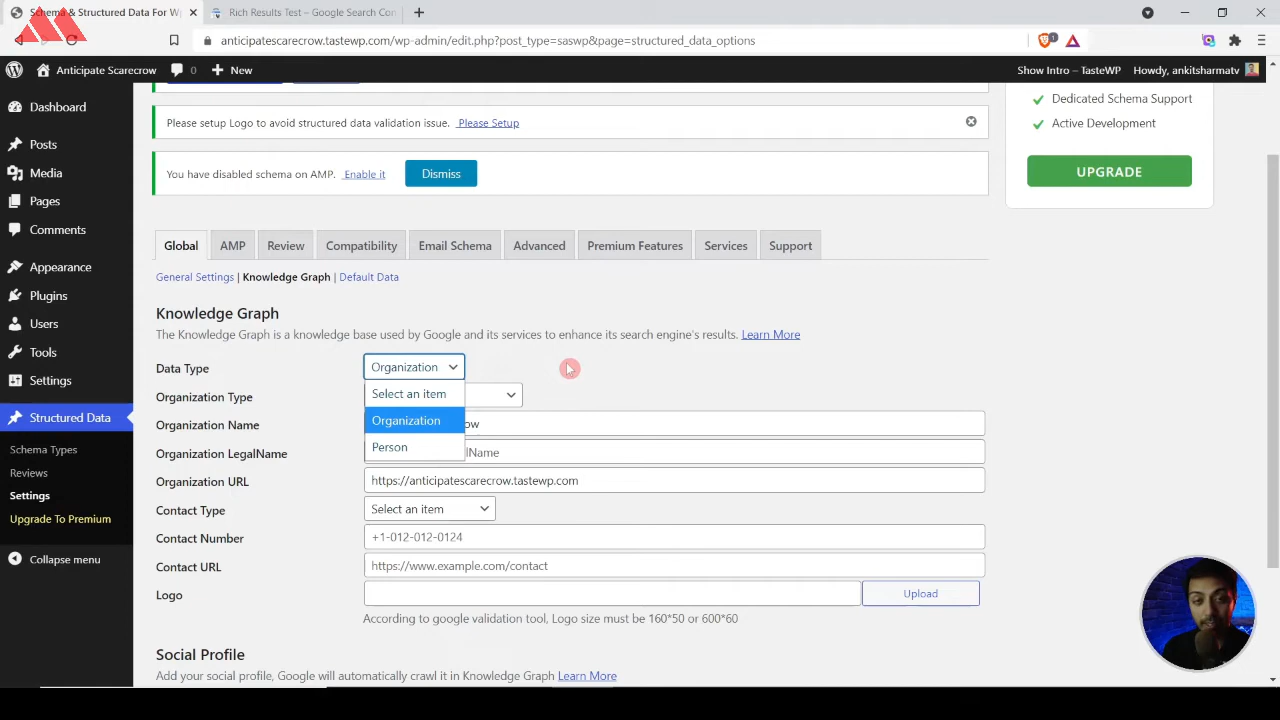 Schema & Structured Data For W
Rich Results Test – Google Search Con
anticipatescarecrow.tastewp.com/wp-admin/edit.php?post_type=saswp&page=structured_data_options
1
Anticipate Scarecrow
0
New
Show Intro – TasteWP
Howdy, ankitsharmatv
Dashboard
Posts
Media
Pages
Comments
Appearance
Plugins
Users
Tools
Settings
Structured Data
Schema Types
Reviews
Settings
Upgrade To Premium
Collapse menu
Please setup Logo to avoid structured data validation issue. Please Setup
You have disabled schema on AMP. Enable it
Dismiss
Dedicated Schema Support
Active Development
UPGRADE
Global
AMP
Review
Compatibility
Email Schema
Advanced
Premium Features
Services
Support
General Settings | Knowledge Graph | Default Data
Knowledge Graph
The Knowledge Graph is a knowledge base used by Google and its services to enhance its search engine's results. Learn More
Data Type
Organization
Select an item
Organization
Person
Organization Type
Organization Name
ow
Organization LegalName
lName
Organization URL
https://anticipatescarecrow.tastewp.com
Contact Type
Select an item
Contact Number
+1-012-012-0124
Contact URL
https://www.example.com/contact
Logo
Upload
According to google validation tool, Logo size must be 160*50 or 600*60
Social Profile
Add your social profile, Google will automatically crawl it in Knowledge Graph Learn More